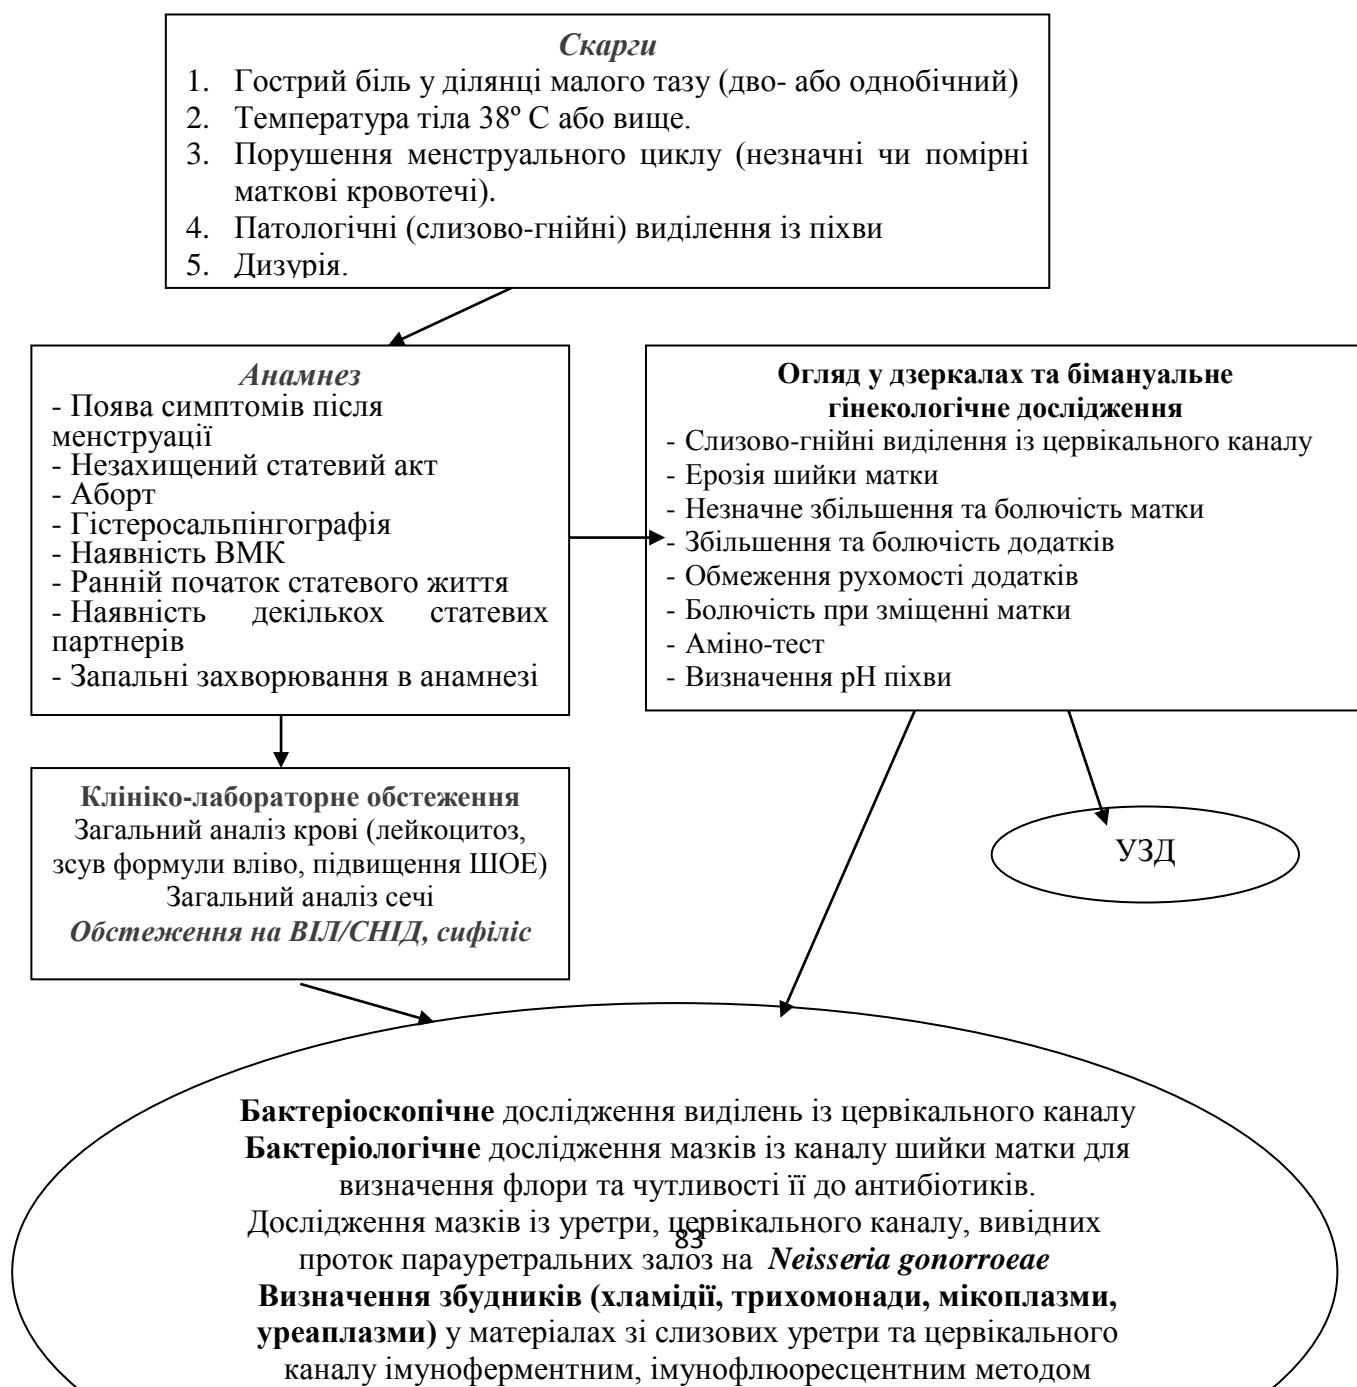 Скарги
1. Гострий біль у ділянці малого тазу (дво- або однобічний)
2. Температура тіла 38º С або вище.
3. Порушення менструального циклу (незначні чи помірні
маткові кровотечі).
4. Патологічні (слизово-гнійні) виділення із піхви
5. Дизурія.
Анамнез
- Поява симптомів після
менструації
- Незахищений статевий акт
- Аборт
- Гістеросальпінгографія
- Наявність ВМК
- Ранній початок статевого життя
- Наявність декількох статевих
партнерів
- Запальні захворювання в анамнезі
Огляд у дзеркалах та бімануальне
гінекологічне дослідження
- Слизово-гнійні виділення із цервікального каналу
- Ерозія шийки матки
- Незначне збільшення та болючість матки
- Збільшення та болючість додатків
- Обмеження рухомості додатків
- Болючість при зміщенні матки
- Аміно-тест
- Визначення рН піхви
Клініко-лабораторне обстеження
Загальний аналіз крові (лейкоцитоз,
зсув формули вліво, підвищення ШОЕ)
Загальний аналіз сечі
Обстеження на ВІЛ/СНІД, сифіліс
УЗД
Бактеріоскопічне дослідження виділень із цервікального каналу
Бактеріологічне дослідження мазків із каналу шийки матки для
визначення флори та чутливості її до антибіотиків.
Дослідження мазків із уретри, цервікального каналу, вивідних
83
проток парауретральних залоз на Neisseria gonorroeae
Визначення збудників (хламідії, трихомонади, мікоплазми,
уреаплазми) у матеріалах зі слизових уретри та цервікального
каналу імуноферментним, імунофлюоресцентним методом